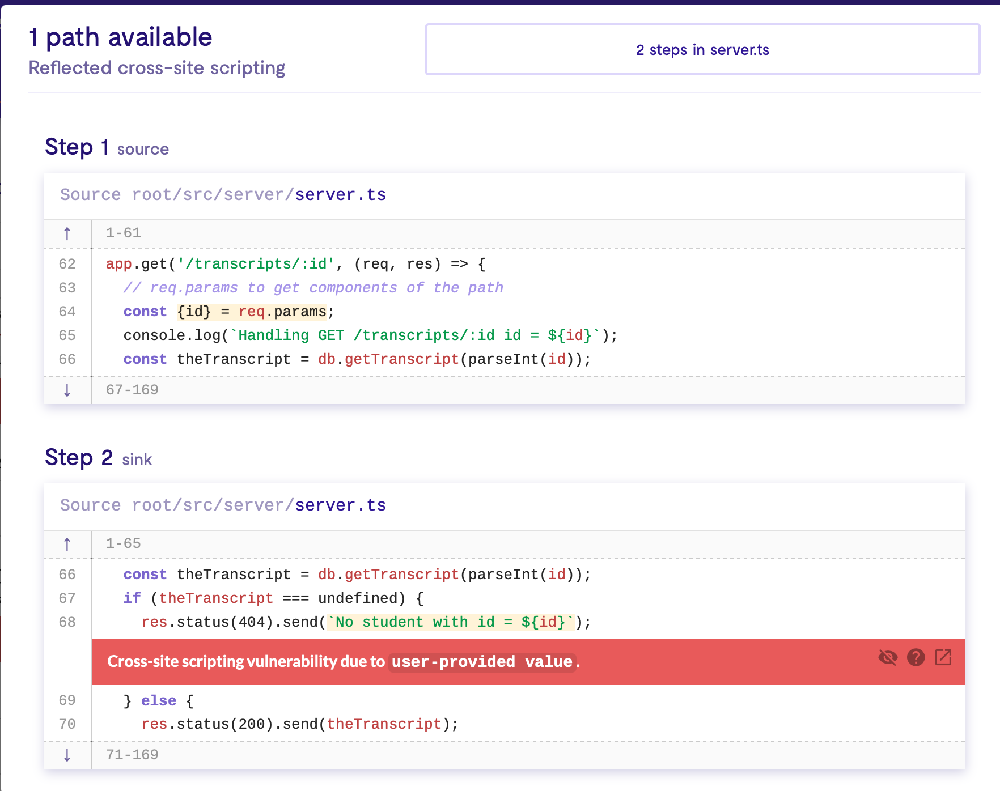 1 path available
Reflected cross-site scripting
2 steps in server.ts
Step 1 source
Source root/src/server/server.ts
↑ 1-61
62 app.get('/transcripts/:id', (req, res) => {
63 // req.params to get components of the path
64 const {id} = req.params;
65 console.log(`Handling GET /transcripts/:id id = ${id}`);
66 const theTranscript = db.getTranscript(parseInt(id));
↓ 67-169
Step 2 sink
Source root/src/server/server.ts
↑ 1-65
66 const theTranscript = db.getTranscript(parseInt(id));
67 if (theTranscript === undefined) {
68 res.status(404).send(`No student with id = ${id}`);
Cross-site scripting vulnerability due to user-provided value.
69 } else {
70 res.status(200).send(theTranscript);
↓ 71-169